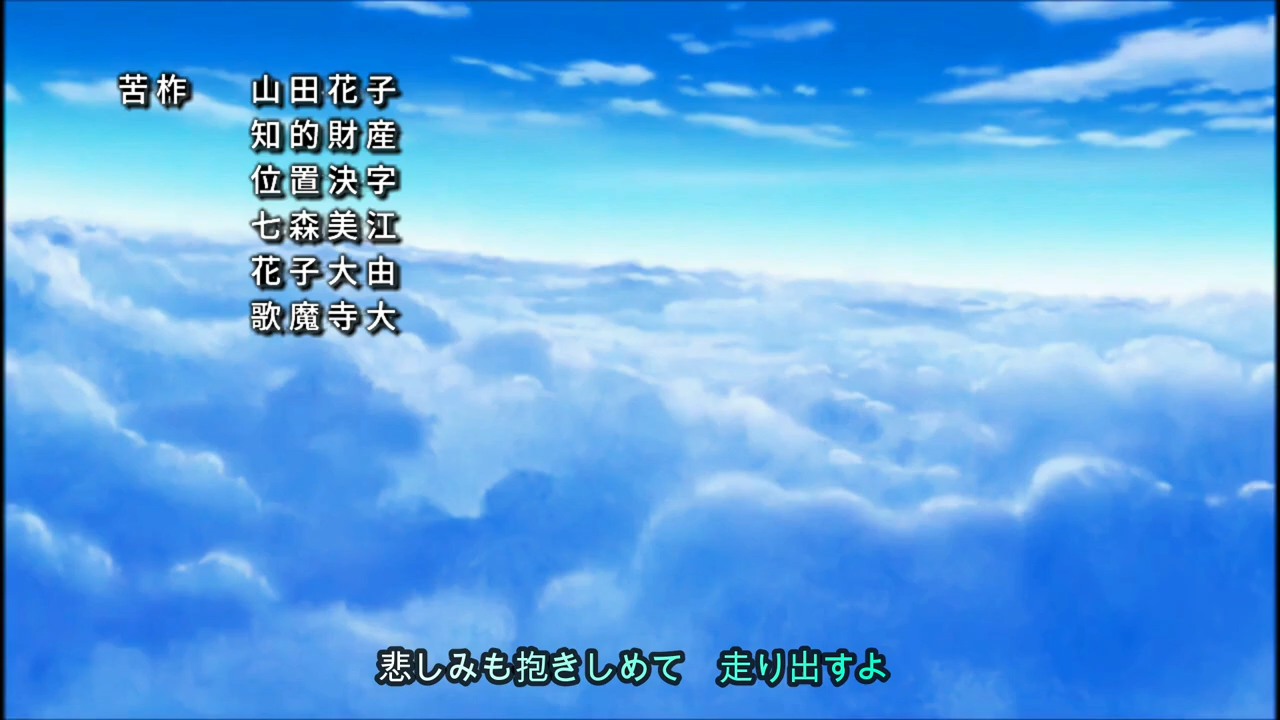 苦柞 山田花子
知的財産
位置決字
七森美江
花子大由
歌魔寺大
悲しみも抱きしめて 走り出すよ